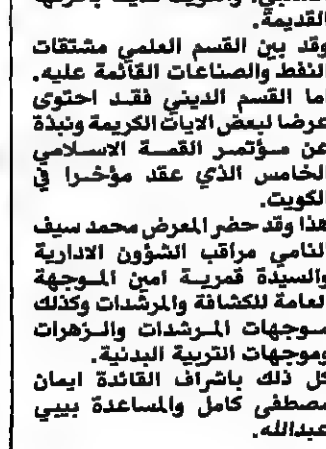 القديمة.
وقد بين القسم العلمي مشتقات
النفط والصناعات القائمة عليه.
اما القسم الديني فقد احتوى
عرضا لبعض الايات الكريمة ونبذة
عن مؤتمر القمة الاسلامي
الخامس الذي عقد مؤخرا في
الكويت.
هذا وقد حضر المعرض محمد سيف
النامي مراقب الشؤون الادارية
والسيدة قمرية امين الموجهة
العامة للكشافة والمرشدات وكذلك
موجهات المرشدات والزهرات
وموجهات التربية البدنية.
كل ذلك باشراف القائدة ايمان
مصطفى كامل والمساعدة بيبي
عبدالله.